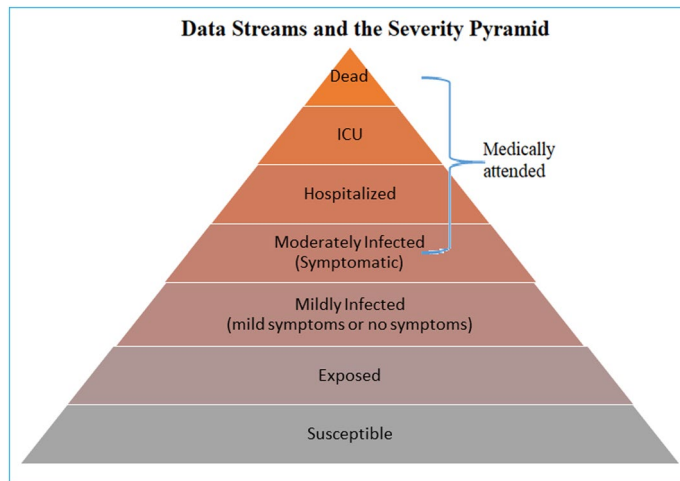 Data Streams and the Severity Pyramid
Dead
ICU
Medically
attended
Hospitalized
Moderately Infected
(Symptomatic)
Mildly Infected
(mild symptoms or no symptoms)
Exposed
Susceptible